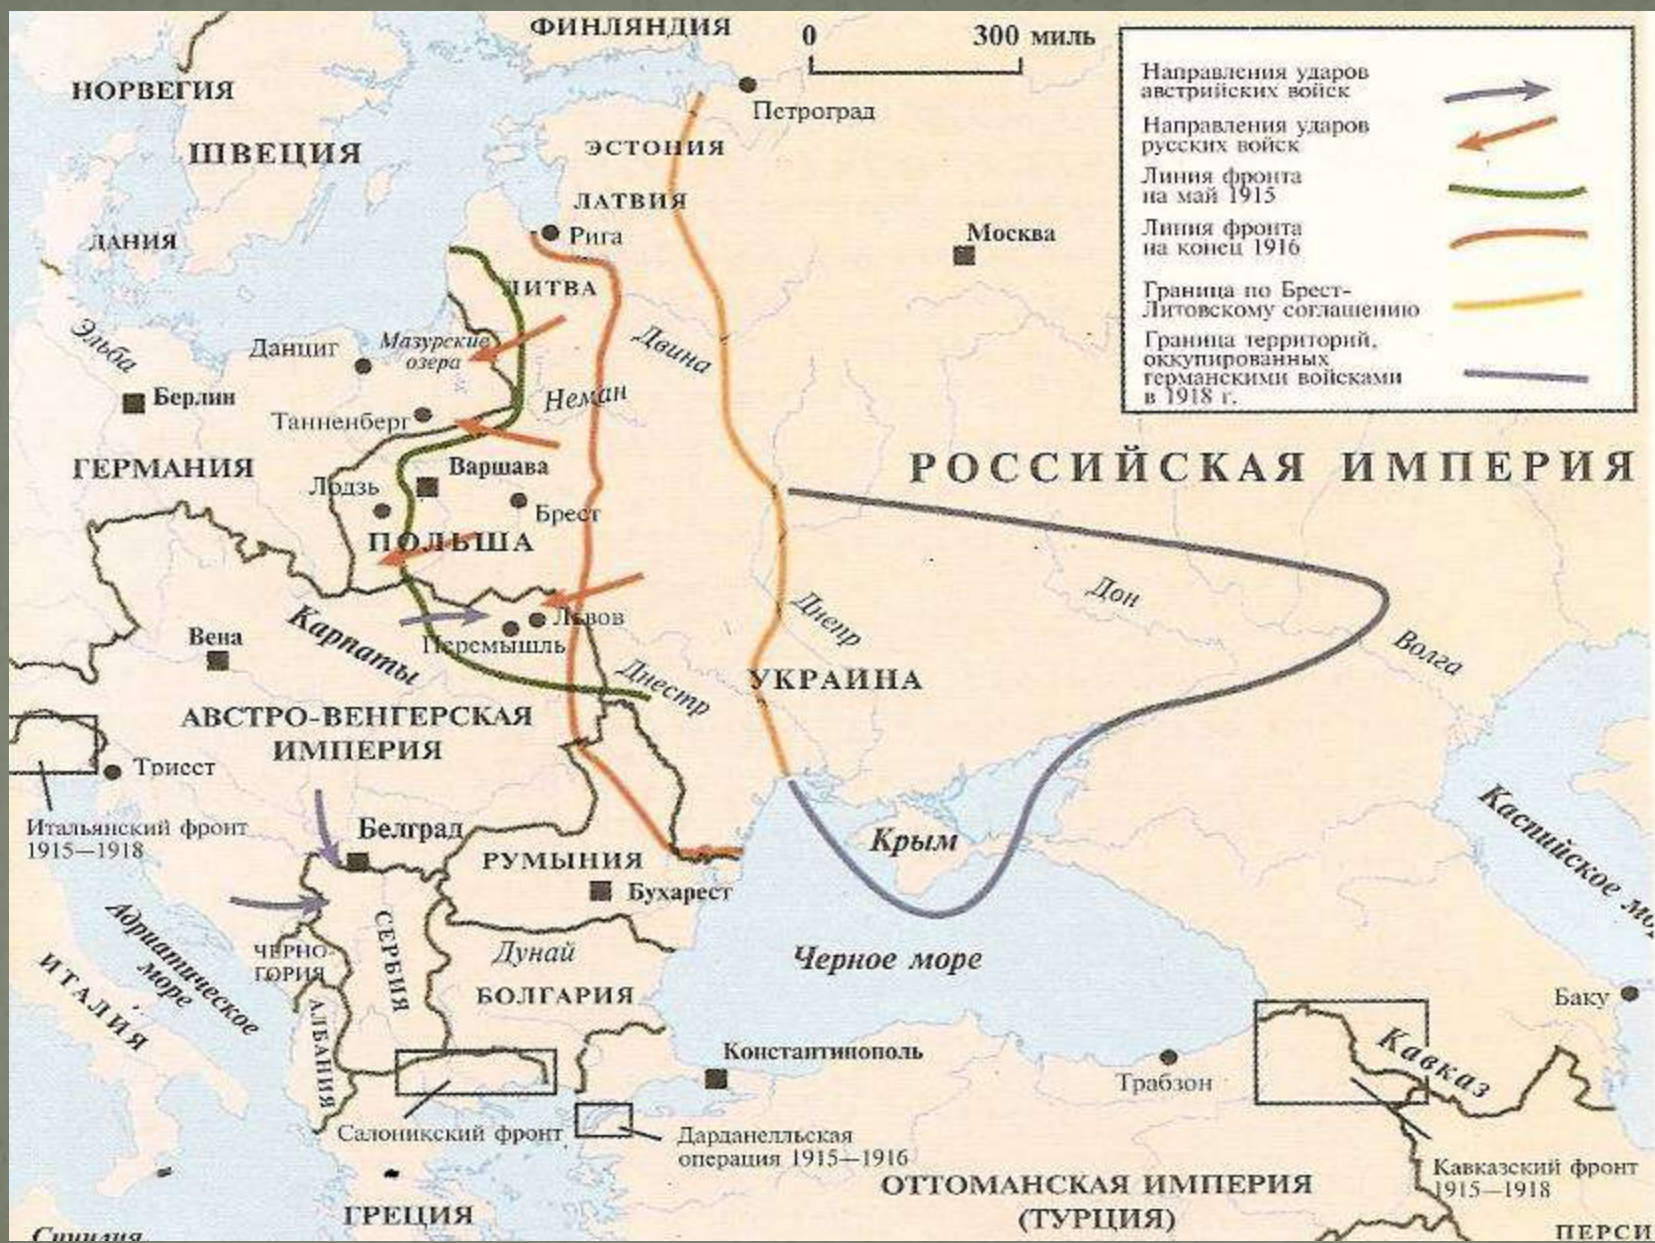 ФИНЛЯНДИЯ
0 300 миль
НОРВЕГИЯ
Петроград
ШВЕЦИЯ
ЭСТОНИЯ
ЛАТВИЯ
Рига
ДАНИЯ
Москва
Направления ударов
австрийских войск
Направления ударов
русских войск
Линия фронта
на май 1915
Линия фронта
на конец 1916
Граница по Брест-
Литовскому соглашению
Граница территорий,
оккупированных
германскими войсками
в 1918 г.
ЛИТВА
Эльба
Данциг
Мазурские
озера
Двина
Берлин
Неман
Танненберг
ГЕРМАНИЯ
Варшава
РОССИЙСКАЯ ИМПЕРИЯ
Лодзь
Брест
ПОЛЬША
Карпаты
Львов
Перемышль
Днепр
Дон
Волга
Вена
Днестр
УКРАИНА
АВСТРО-ВЕНГЕРСКАЯ
ИМПЕРИЯ
Триест
Итальянский фронт
1915—1918
Белград
РУМЫНИЯ
Бухарест
Крым
Каспийское мо
Адриатическое
море
ИТАЛИЯ
ЧЕРНО-
ГОРИЯ
СЕРБИЯ
АЛБАНИЯ
Дунай
БОЛГАРИЯ
Черное море
Баку
Константинополь
Трабзон
Кавказ
Салоникский фронт
Дарданелльская
операция 1915—1916
Кавказский фронт
1915—1918
ОТТОМАНСКАЯ ИМПЕРИЯ
(ТУРЦИЯ)
ГРЕЦИЯ
Сицилия
ПЕРСИ